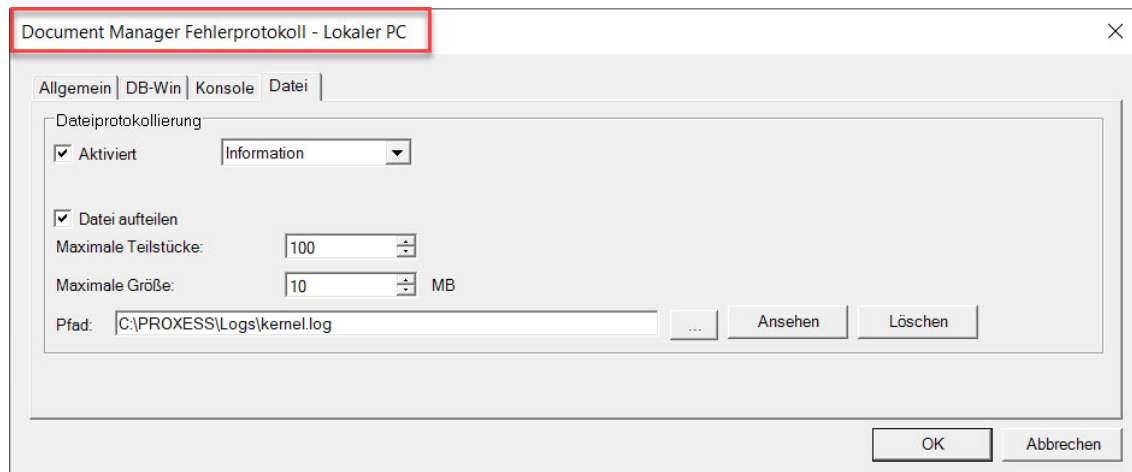 Document Manager Fehlerprotokoll - Lokaler PC
Allgemein DB-Win Konsole Datei
Dateiprotokollierung
Aktiviert Information
Datei aufteilen
Maximale Teilstücke: 100
Maximale Größe: 10 MB
Pfad: C:\PROXESS\Logs\kernel.log ... Ansehen Löschen
OK Abbrechen